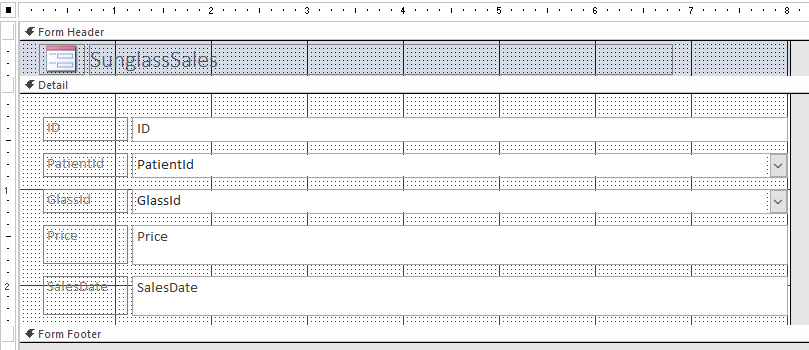 1 2 3 4 5 6 7 8
Form Header
SunglassSales
Detail
ID ID
PatientId PatientId
1
GlassId GlassId
Price Price
2
SalesDate SalesDate
Form Footer